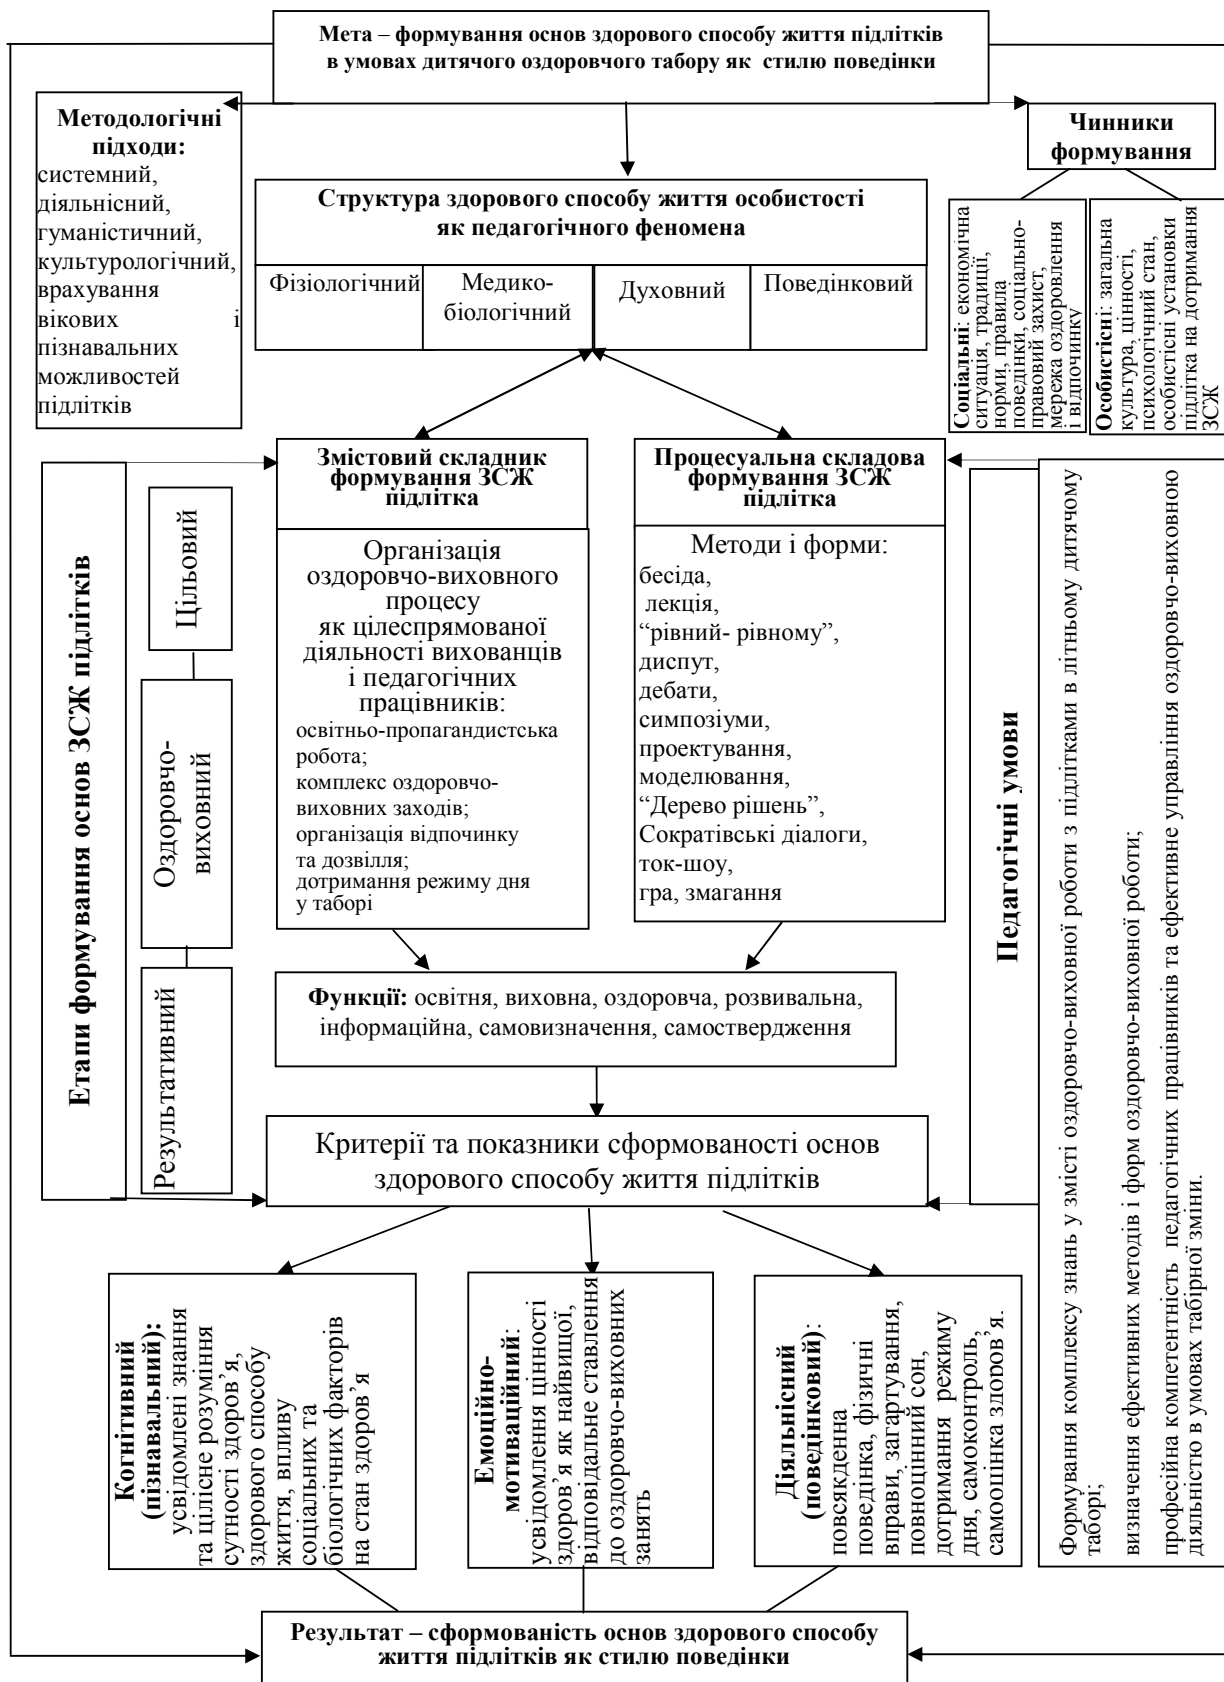 Мета – формування основ здорового способу життя підлітків
в умовах дитячого оздоровчого табору як стилю поведінки
Методологічні
підходи:
системний,
діяльнісний,
гуманістичний,
культурологічний,
врахування
вікових і
пізнавальних
можливостей
підлітків
Чинники
формування
Структура здорового способу життя особистості
як педагогічного феномена
Фізіологічний
Медико-
біологічний
Духовний
Поведінковий
Соціальні: економічна
ситуація, традиції,
норми, правила
поведінки, соціально-
правовий захист,
мережа оздоровлення
і відпочинку
Особистісні: загальна
культура, цінності,
психологічний стан,
особистісні установки
підлітка на дотримання
ЗСЖ
Етапи формування основ ЗСЖ підлітків
Цільовий
Оздоровчо-
виховний
Результативний
Змістовий складник
формування ЗСЖ
підлітка
Організація
оздоровчо-виховного
процесу
як цілеспрямованої
діяльності вихованців
і педагогічних
працівників:
освітньо-пропагандистська
робота;
комплекс оздоровчо-
виховних заходів;
організація відпочинку
та дозвілля;
дотримання режиму дня
у таборі
Процесуальна складова
формування ЗСЖ
підлітка
Методи і форми:
бесіда,
лекція,
“рівний- рівному”,
диспут,
дебати,
симпозіуми,
проектування,
моделювання,
“Дерево рішень”,
Сократівські діалоги,
ток-шоу,
гра, змагання
Педагогічні умови
Формування комплексу знань у змісті оздоровчо-виховної роботи з підлітками в літньому дитячому
таборі;
визначення ефективних методів і форм оздоровчо-виховної роботи;
професійна компетентність педагогічних працівників та ефективне управління оздоровчо-виховною
діяльністю в умовах табірної зміни.
Функції: освітня, виховна, оздоровча, розвивальна,
інформаційна, самовизначення, самоствердження
Критерії та показники сформованості основ
здорового способу життя підлітків
Когнітивний
(пізнавальний):
усвідомлені знання
та цілісне розуміння
сутності здоров’я,
здорового способу
життя, впливу
соціальних та
біологічних факторів
на стан здоров’я
Емоційно-
мотиваційний:
усвідомлення цінності
здоров’я як найвищої,
відповідальне ставлення
до оздоровчо-виховних
занять
Діяльнісний
(поведінковий):
повсякденна
поведінка, фізичні
вправи, загартування,
повноцінний сон,
дотримання режиму
дня, самоконтроль,
самооцінка здоров’я.
Результат – сформованість основ здорового способу
життя підлітків як стилю поведінки